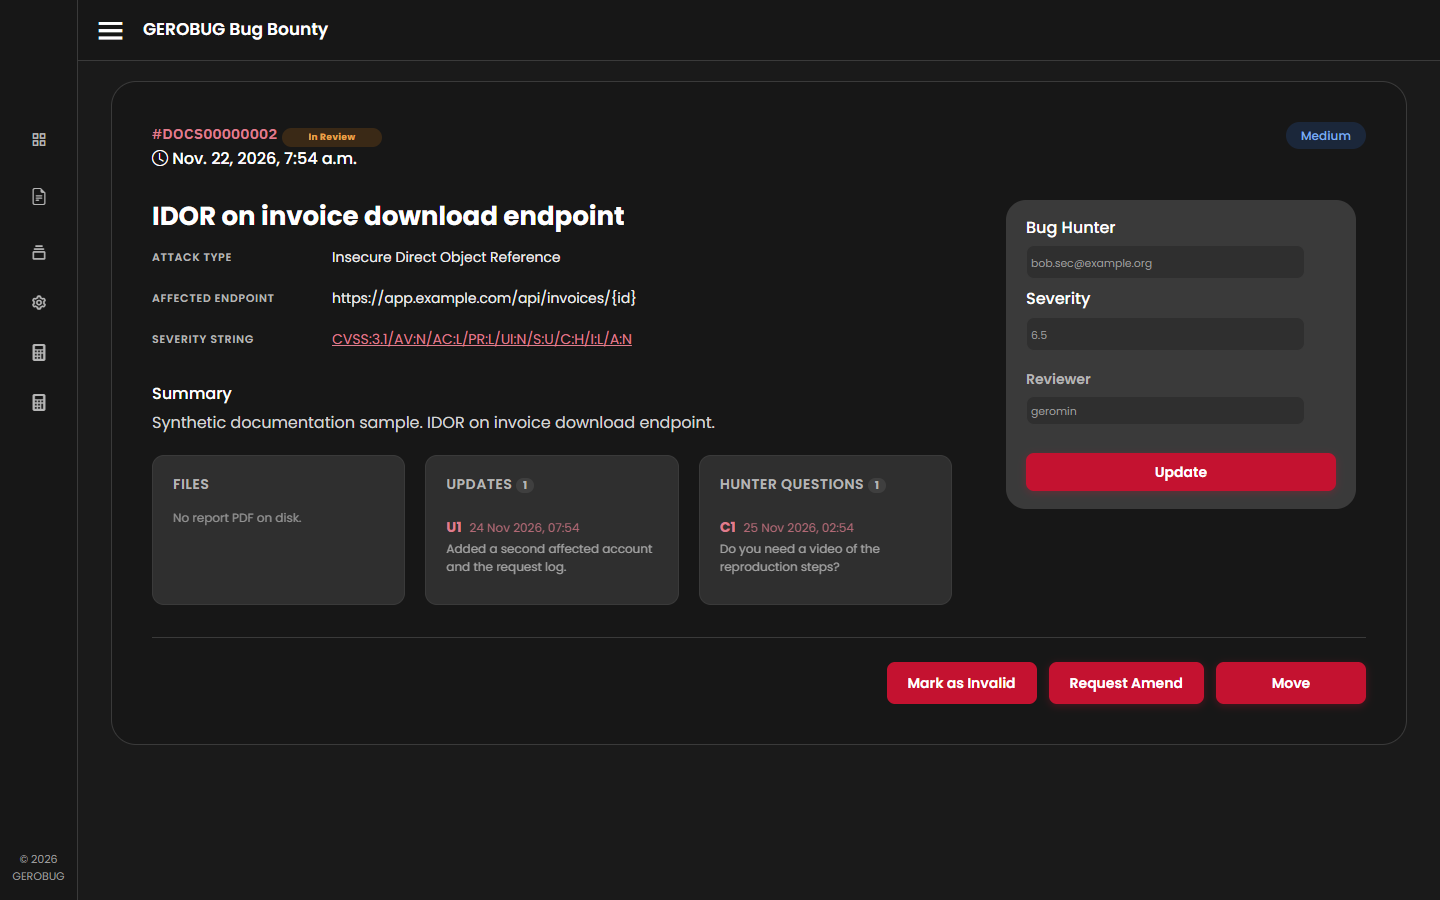 GEROBUG Bug Bounty
#DOCS00000002 In Review
Nov. 22, 2026, 7:54 a.m.
Medium
IDOR on invoice download endpoint
ATTACK TYPE Insecure Direct Object Reference
AFFECTED ENDPOINT https://app.example.com/api/invoices/{id}
SEVERITY STRING CVSS:3.1/AV:N/AC:L/PR:L/UI:N/S:U/C:H/I:L/A:N
Summary
Synthetic documentation sample. IDOR on invoice download endpoint.
FILES
No report PDF on disk.
UPDATES 1
U1 24 Nov 2026, 07:54
Added a second affected account
and the request log.
HUNTER QUESTIONS 1
C1 25 Nov 2026, 02:54
Do you need a video of the
reproduction steps?
Bug Hunter
bob.sec@example.org
Severity
6.5
Reviewer
geromin
Update
Mark as Invalid
Request Amend
Move
© 2026
GEROBUG